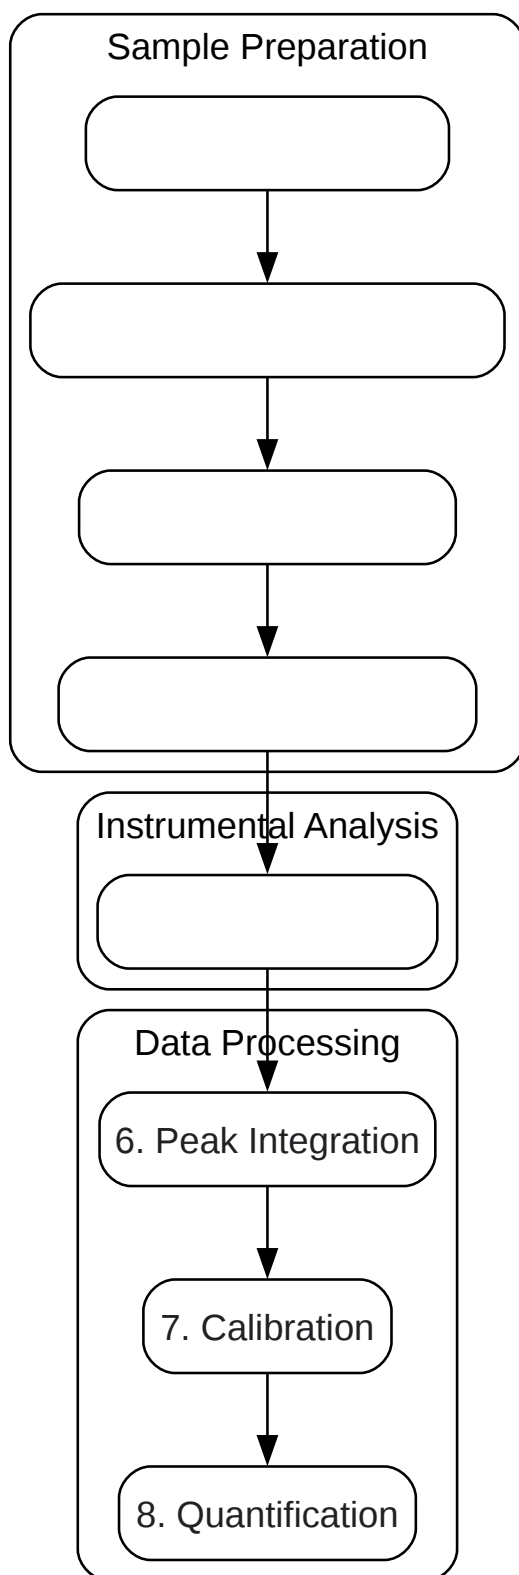 Sample Preparation
Instrumental Analysis
Data Processing
6. Peak Integration
7. Calibration
8. Quantification